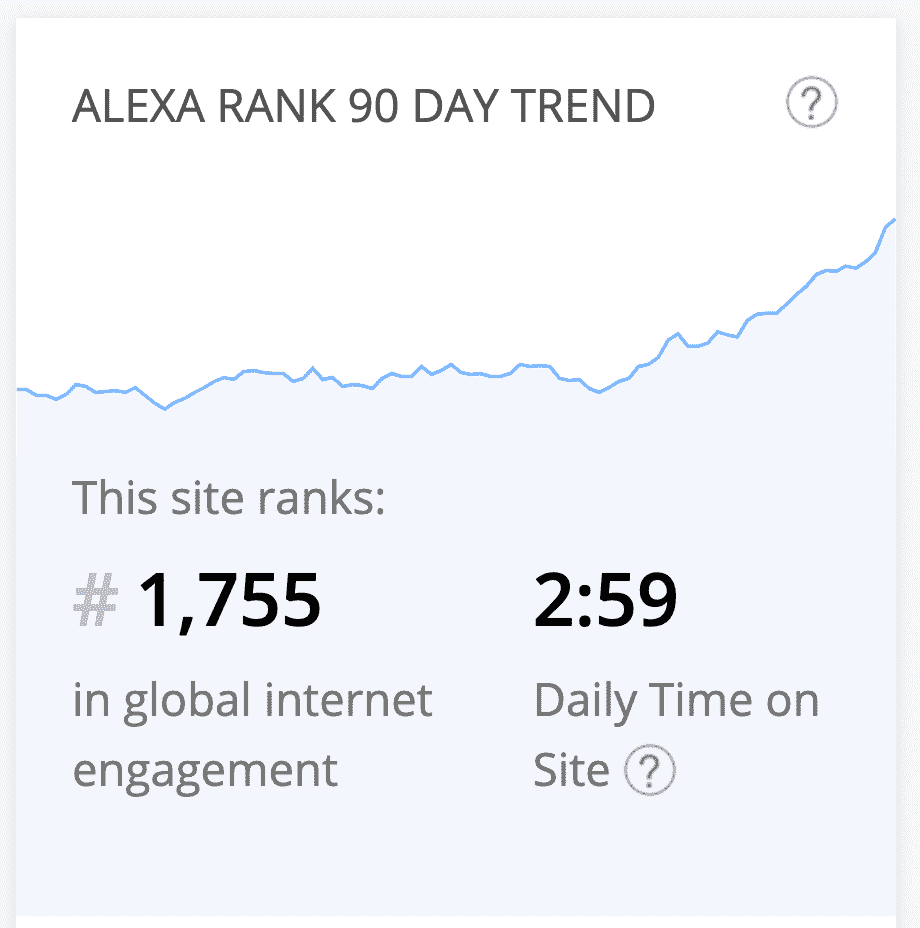 ALEXA RANK 90 DAY TREND ?
This site ranks:
# 1,755
in global internet
engagement
2:59
Daily Time on
Site ?